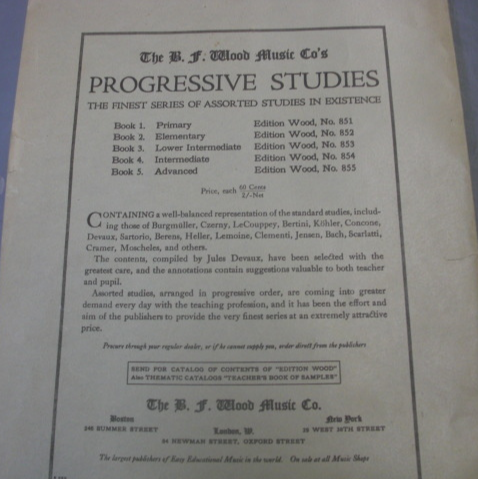 The B. F. Wood Music Co's
PROGRESSIVE STUDIES
THE FINEST SERIES OF ASSORTED STUDIES IN EXISTENCE
Book 1. Primary Edition Wood, No. 851
Book 2. Elementary Edition Wood, No. 852
Book 3. Lower Intermediate Edition Wood, No. 853
Book 4. Intermediate Edition Wood, No. 854
Book 5. Advanced Edition Wood, No. 855
Price, each 60 Cents
2/-Net
CONTAINING a well-balanced representation of the standard studies, includ-
ing those of Burgmüller, Czerny, LeCouppey, Bertini, Köhler, Concone,
Devaux, Sartorio, Berens, Heller, Lemoine, Clementi, Jensen, Bach, Scarlatti,
Cramer, Moscheles, and others.
The contents, compiled by Jules Devaux, have been selected with the
greatest care, and the annotations contain suggestions valuable to both teacher
and pupil.
Assorted studies, arranged in progressive order, are coming into greater
demand every day with the teaching profession, and it has been the effort and
aim of the publishers to provide the very finest series at an extremely attractive
price.
Procure through your regular dealer, or if he cannot supply you, order direct from the publishers
SEND FOR CATALOG OF CONTENTS OF "EDITION WOOD"
Also THEMATIC CATALOGS "TEACHER'S BOOK OF SAMPLES"
The B. F. Wood Music Co.
Boston London, W. New York
SUMMER STREET WEST 36TH STREET
24 NEWMAN STREET, OXFORD STREET
The largest publishers of Easy Educational Music in the world. On sale at all Music Shops